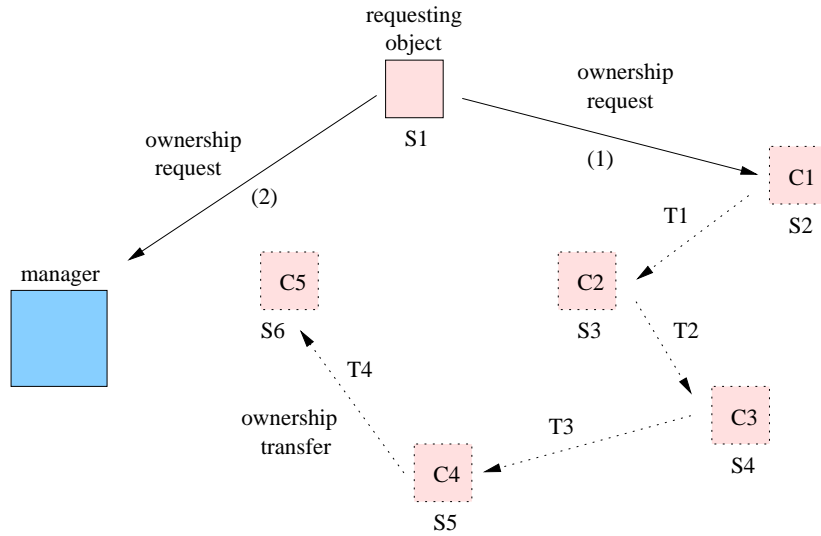 requesting
object
S1
ownership
request
(1)
ownership
request
(2)
C1
S2
T1
manager
C5
S6
C2
S3
T2
T4
C3
S4
T3
ownership
transfer
C4
S5